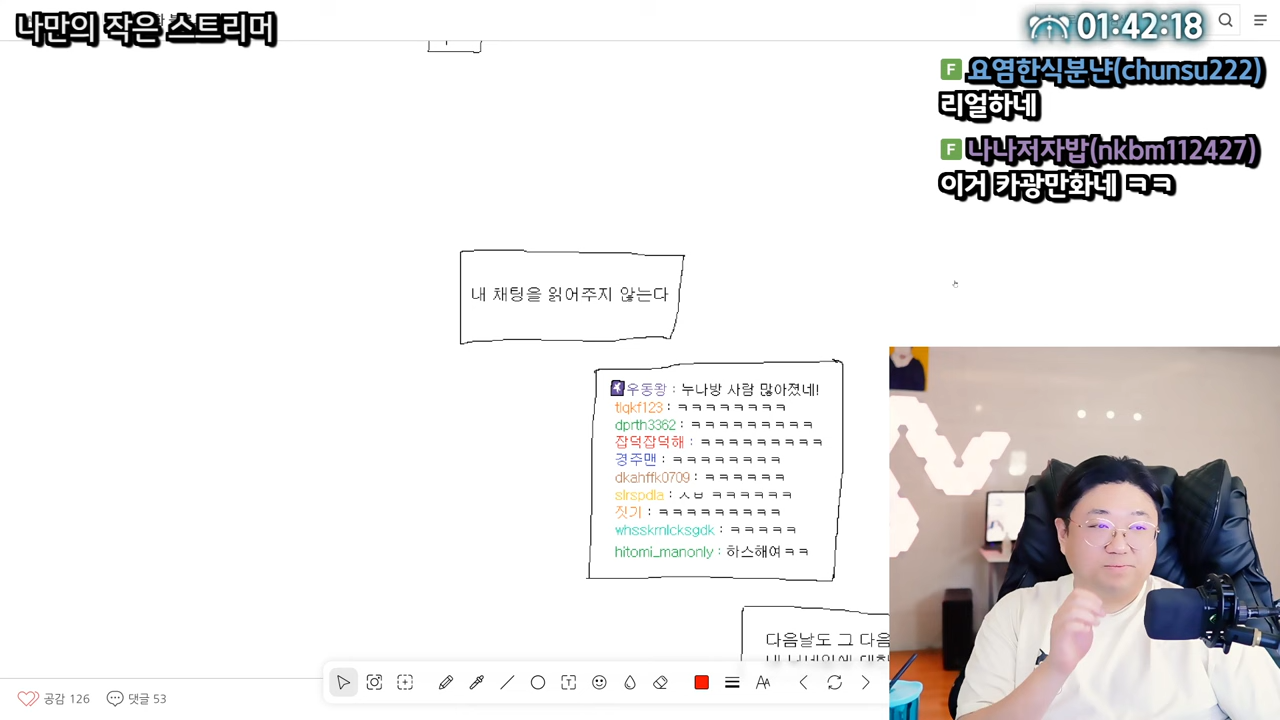 나만의 작은 스트리머
01:42:18
F 요염한식분냔(chunsu222)
리얼하네
F 나나저자밥(nkbm112427)
이거 카광만화네 ㅋㅋ
내 채팅을 읽어주지 않는다
우동왕 : 누나방 사람 많아졌네!
tlqkf123 : ㅋㅋㅋㅋㅋㅋㅋㅋ
dprth3362 : ㅋㅋㅋㅋㅋㅋㅋㅋㅋ
잡덕잡덕해 : ㅋㅋㅋㅋㅋㅋㅋㅋㅋ
경주맨 : ㅋㅋㅋㅋㅋㅋㅋㅋ
dkahffk0709 : ㅋㅋㅋㅋㅋㅋ
slrspdla : ㅅㅂ ㅋㅋㅋㅋㅋㅋ
짓기 : ㅋㅋㅋㅋㅋㅋㅋㅋㅋ
whsskrnlcksgdk : ㅋㅋㅋㅋㅋ
hitomi_manonly : 하스해여ㅋㅋ
다음날도 그 다음
공감 126 댓글 53